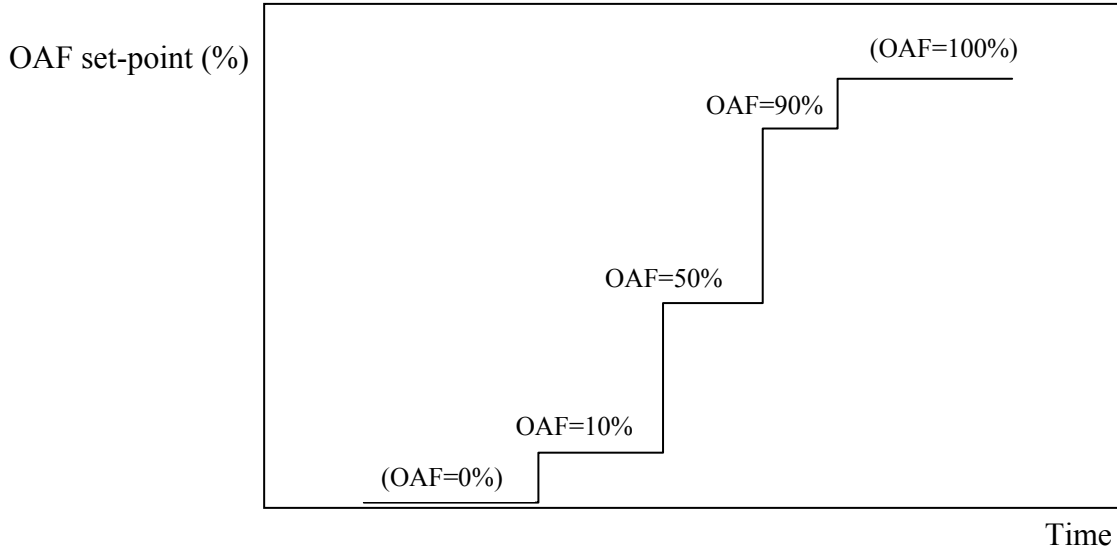 OAF set-point (%)
(OAF=100%)
OAF=90%
OAF=50%
OAF=10%
(OAF=0%)
Time